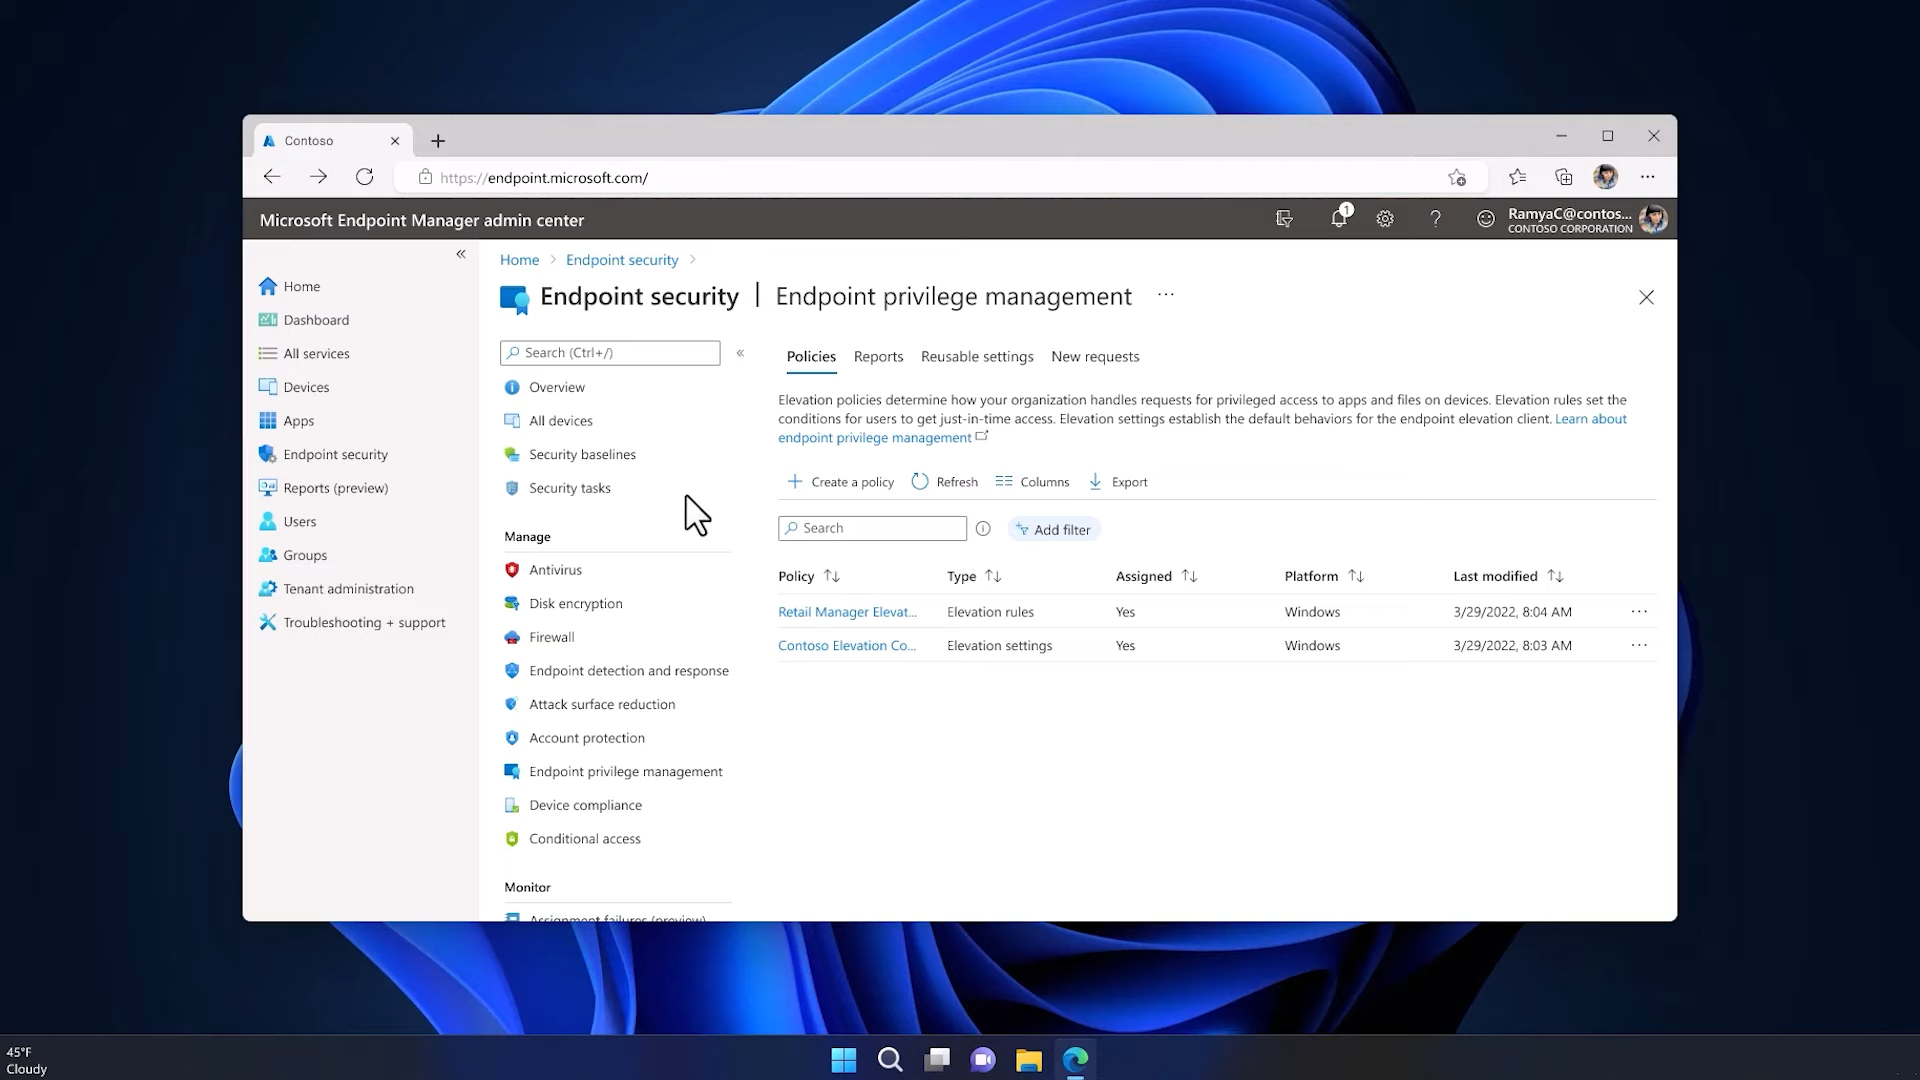 Contoso
https://endpoint.microsoft.com/
Microsoft Endpoint Manager admin center
1
RamyaC@contos...
CONTOSO CORPORATION
Home
Dashboard
All services
Devices
Apps
Endpoint security
Reports (preview)
Users
Groups
Tenant administration
Troubleshooting + support
Home > Endpoint security >
Endpoint security | Endpoint privilege management ...
Search (Ctrl+/)
Overview
All devices
Security baselines
Security tasks
Manage
Antivirus
Disk encryption
Firewall
Endpoint detection and response
Attack surface reduction
Account protection
Endpoint privilege management
Device compliance
Conditional access
Monitor
Assignment failures (preview)
Policies Reports Reusable settings New requests
Elevation policies determine how your organization handles requests for privileged access to apps and files on devices. Elevation rules set the
conditions for users to get just-in-time access. Elevation settings establish the default behaviors for the endpoint elevation client. Learn about
endpoint privilege management
Create a policy Refresh Columns Export
Search Add filter
Policy Type Assigned Platform Last modified
Retail Manager Elevat... Elevation rules Yes Windows 3/29/2022, 8:04 AM ...
Contoso Elevation Co... Elevation settings Yes Windows 3/29/2022, 8:03 AM ...
45°F
Cloudy